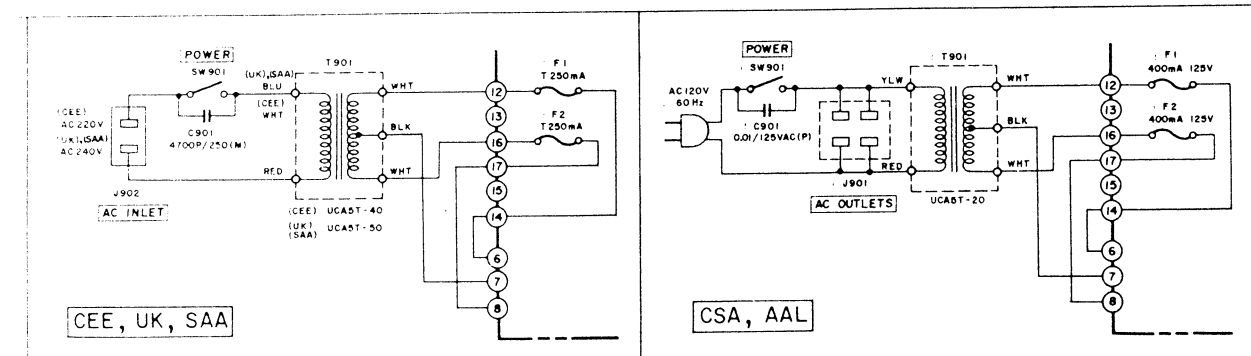 POWER
SW901
(UK),(SAA)
BLU
(CEE)
WHT
T901
WHT
BLK
WHT
RED
(CEE)
AC220V
(UK),(SAA)
AC240V
C901
4700P/250(M)
J902
AC INLET
(CEE) UCA5T-40
(UK)
(SAA) UCA5T-50
F1
T250mA
F2
T250mA
12
13
16
17
15
14
6
7
8
CEE, UK, SAA
POWER
SW901
AC120V
60Hz
C901
0.01/125VAC(P)
YLW
RED
J901
AC OUTLETS
T901
WHT
BLK
WHT
UCA5T-20
F1
400mA 125V
F2
400mA 125V
12
13
16
17
15
14
6
7
8
CSA, AAL